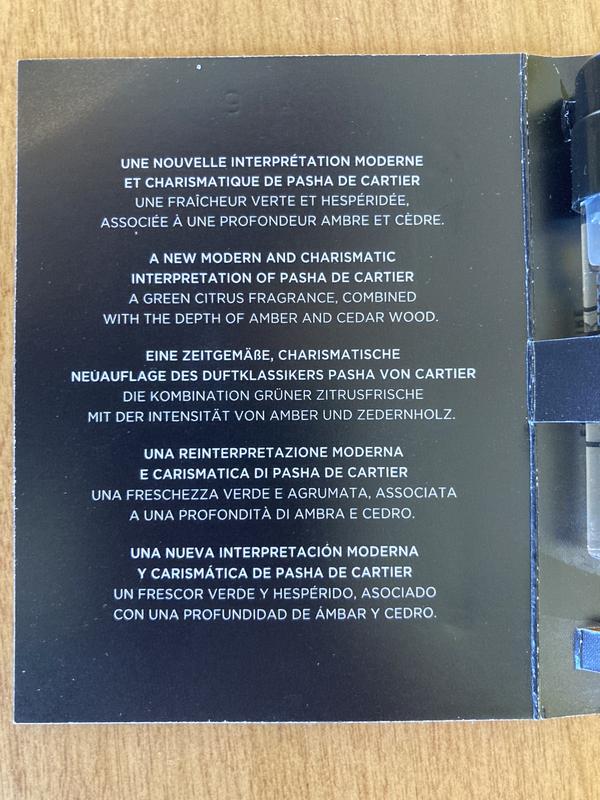 UNE NOUVELLE INTERPRÉTATION MODERNE
ET CHARISMATIQUE DE PASHA DE CARTIER
UNE FRAÎCHEUR VERTE ET HESPÉRIDÉE,
ASSOCIÉE À UNE PROFONDEUR AMBRE ET CÈDRE.
A NEW MODERN AND CHARISMATIC
INTERPRETATION OF PASHA DE CARTIER
A GREEN CITRUS FRAGRANCE, COMBINED
WITH THE DEPTH OF AMBER AND CEDAR WOOD.
EINE ZEITGEMÄßE, CHARISMATISCHE
NEUAUFLAGE DES DUFTKLASSIKERS PASHA VON CARTIER
DIE KOMBINATION GRÜNER ZITRUSFRISCHE
MIT DER INTENSITÄT VON AMBER UND ZEDERNHOLZ.
UNA REINTERPRETAZIONE MODERNA
E CARISMATICA DI PASHA DE CARTIER
UNA FRESCHEZZA VERDE E AGRUMATA, ASSOCIATA
A UNA PROFONDITÀ DI AMBRA E CEDRO.
UNA NUEVA INTERPRETACIÓN MODERNA
Y CARISMÁTICA DE PASHA DE CARTIER
UN FRESCOR VERDE Y HESPÉRIDO, ASOCIADO
CON UNA PROFUNDIDAD DE ÁMBAR Y CEDRO.